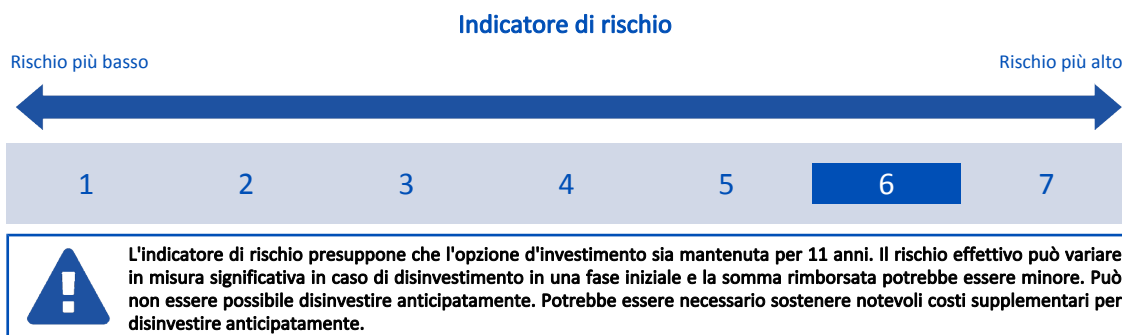 Indicatore di rischio
Rischio più basso Rischio più alto
1 2 3 4 5 6 7
L'indicatore di rischio presuppone che l'opzione d'investimento sia mantenuta per 11 anni. Il rischio effettivo può variare
in misura significativa in caso di disinvestimento in una fase iniziale e la somma rimborsata potrebbe essere minore. Può
non essere possibile disinvestire anticipatamente. Potrebbe essere necessario sostenere notevoli costi supplementari per
disinvestire anticipatamente.